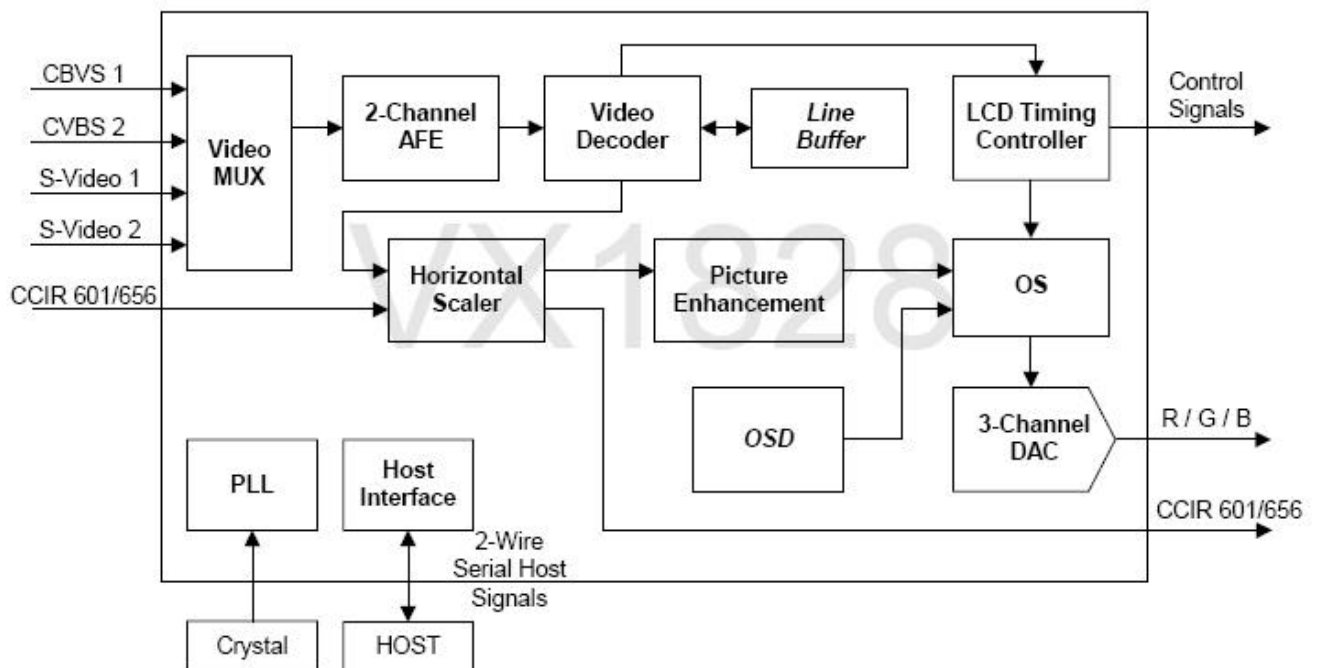 CBVS 1
CVBS 2
S-Video 1
S-Video 2
CCIR 601/656
Video
MUX
2-Channel
AFE
Video
Decoder
Line
Buffer
LCD Timing
Controller
Control
Signals
VX1828
Horizontal
Scaler
Picture
Enhancement
OS
OSD
3-Channel
DAC
R / G / B
CCIR 601/656
PLL
Host
Interface
2-Wire
Serial Host
Signals
Crystal
HOST